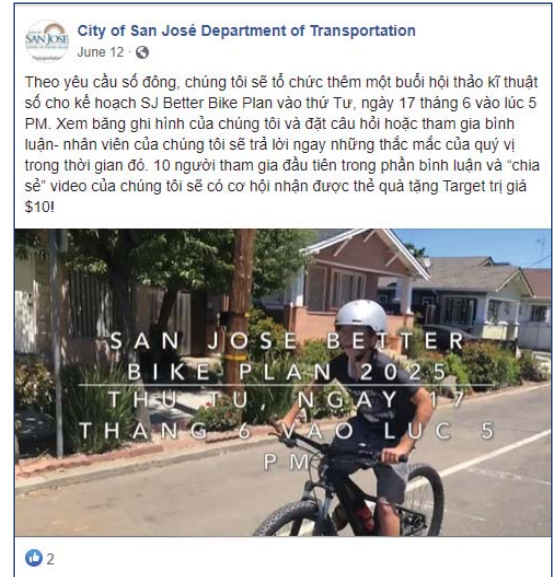 City of San José Department of Transportation
SAN JOSE
June 12 ·
Theo yêu cầu số đông, chúng tôi sẽ tổ chức thêm một buổi hội thảo kĩ thuật
số cho kế hoạch SJ Better Bike Plan vào thứ Tư, ngày 17 tháng 6 vào lúc 5
PM. Xem băng ghi hình của chúng tôi và đặt câu hỏi hoặc tham gia bình
luận- nhân viên của chúng tôi sẽ trả lời ngay những thắc mắc của quý vị
trong thời gian đó. 10 người tham gia đầu tiên trong phần bình luận và “chia
sẻ” video của chúng tôi sẽ có cơ hội nhận được thẻ quà tặng Target trị giá
$10!
SAN JOSE BETTER
BIKE PLAN 2025
THU TU, NGAY 17
THANG 6 VAO LUC 5
PM
2